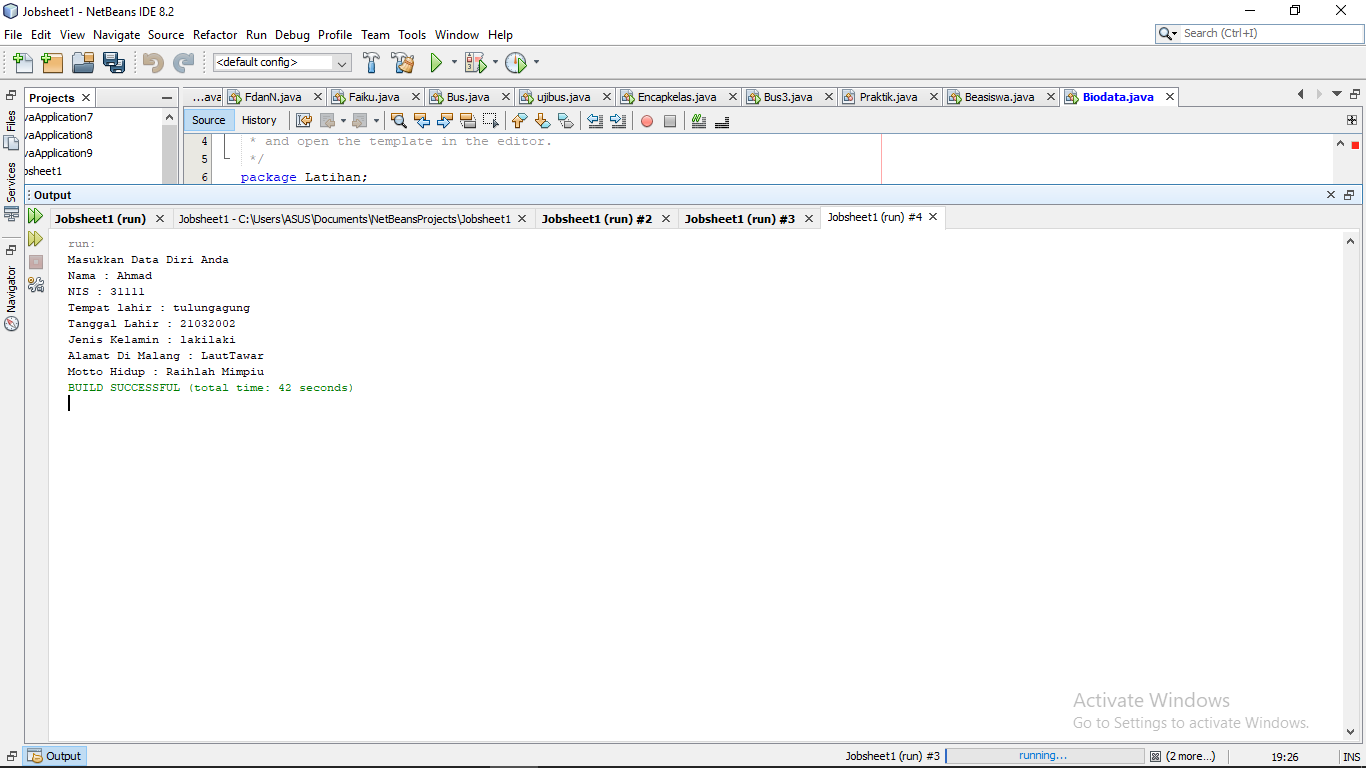 Jobsheet1 - NetBeans IDE 8.2
File Edit View Navigate Source Refactor Run Debug Profile Team Tools Window Help
Search (Ctrl+I)
<default config>
Projects
...ava FdanN.java Faiku.java Bus.java ujibus.java Encapkelas.java Bus3.java Praktik.java Beasiswa.java Biodata.java
Files
Services
Navigator
vaApplication7
vaApplication8
vaApplication9
bsheet1
Source History
4 * and open the template in the editor.
5 */
6 package Latihan;
Output
Jobsheet1 (run) Jobsheet1 - C:\Users\ASUS\Documents\NetBeansProjects\Jobsheet1 Jobsheet1 (run) #2 Jobsheet1 (run) #3 Jobsheet1 (run) #4
run:
Masukkan Data Diri Anda
Nama : Ahmad
NIS : 31111
Tempat lahir : tulungagung
Tanggal Lahir : 21032002
Jenis Kelamin : lakilaki
Alamat Di Malang : LautTawar
Motto Hidup : Raihlah Mimpiu
BUILD SUCCESSFUL (total time: 42 seconds)
Activate Windows
Go to Settings to activate Windows.
Output
Jobsheet1 (run) #3 running... (2 more...) 19:26 INS